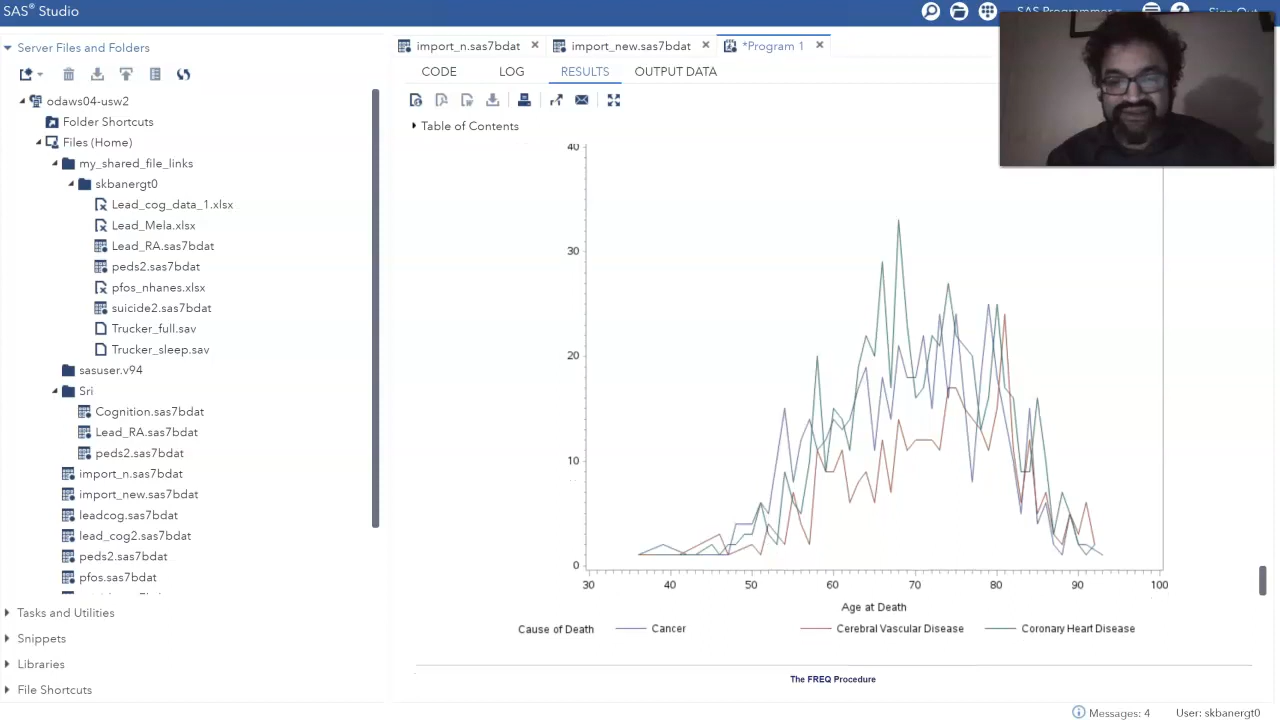 SAS® Studio
SAS Programmer
Sign Out
Server Files and Folders
import_n.sas7bdat
import_new.sas7bdat
*Program 1
CODE
LOG
RESULTS
OUTPUT DATA
Table of Contents
odaws04-usw2
Folder Shortcuts
Files (Home)
my_shared_file_links
skbanergt0
Lead_cog_data_1.xlsx
Lead_Mela.xlsx
Lead_RA.sas7bdat
peds2.sas7bdat
pfos_nhanes.xlsx
suicide2.sas7bdat
Trucker_full.sav
Trucker_sleep.sav
sasuser.v94
Sri
Cognition.sas7bdat
Lead_RA.sas7bdat
peds2.sas7bdat
import_n.sas7bdat
import_new.sas7bdat
leadcog.sas7bdat
lead_cog2.sas7bdat
peds2.sas7bdat
pfos.sas7bdat
Tasks and Utilities
Snippets
Libraries
File Shortcuts
40
30
20
10
0
30 40 50 60 70 80 90 100
Age at Death
Cause of Death Cancer Cerebral Vascular Disease Coronary Heart Disease
The FREQ Procedure
Messages: 4 User: skbanergt0